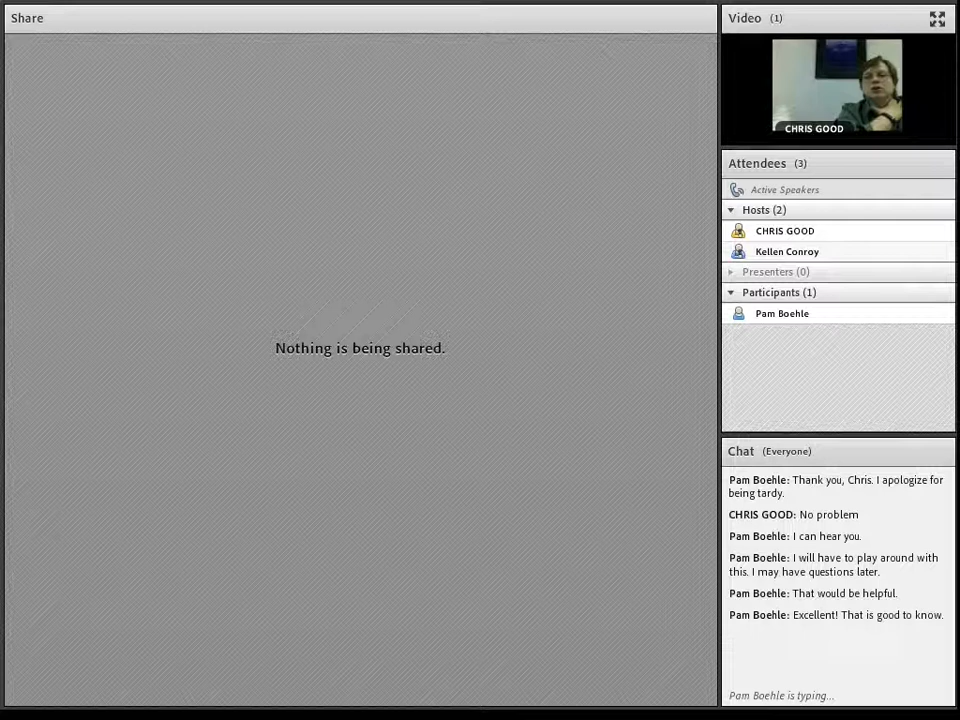 Share
Nothing is being shared.
Video (1)
CHRIS GOOD
Attendees (3)
Active Speakers
Hosts (2)
CHRIS GOOD
Kellen Conroy
Presenters (0)
Participants (1)
Pam Boehle
Chat (Everyone)
Pam Boehle: Thank you, Chris. I apologize for
being tardy.
CHRIS GOOD: No problem
Pam Boehle: I can hear you.
Pam Boehle: I will have to play around with
this. I may have questions later.
Pam Boehle: That would be helpful.
Pam Boehle: Excellent! That is good to know.
Pam Boehle is typing...